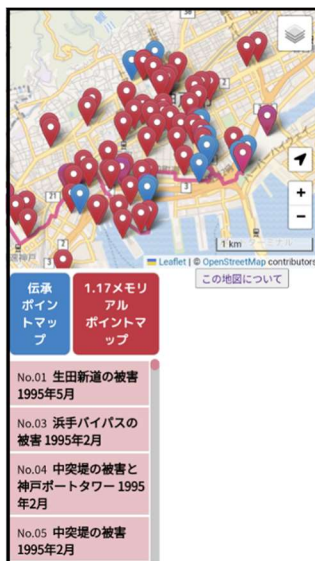 2
21
3
3
2
1 km
+
−
Leaflet | © OpenStreetMap contributors
この地図について
伝承
ポイン
トマッ
プ
1.17メモリ
アル
ポイントマ
ップ
No.01 生田新道の被害
1995年5月
No.03 浜手バイパスの
被害 1995年2月
No.04 中突堤の被害と
神戸ポートタワー 1995
年2月
No.05 中突堤の被害
1995年2月